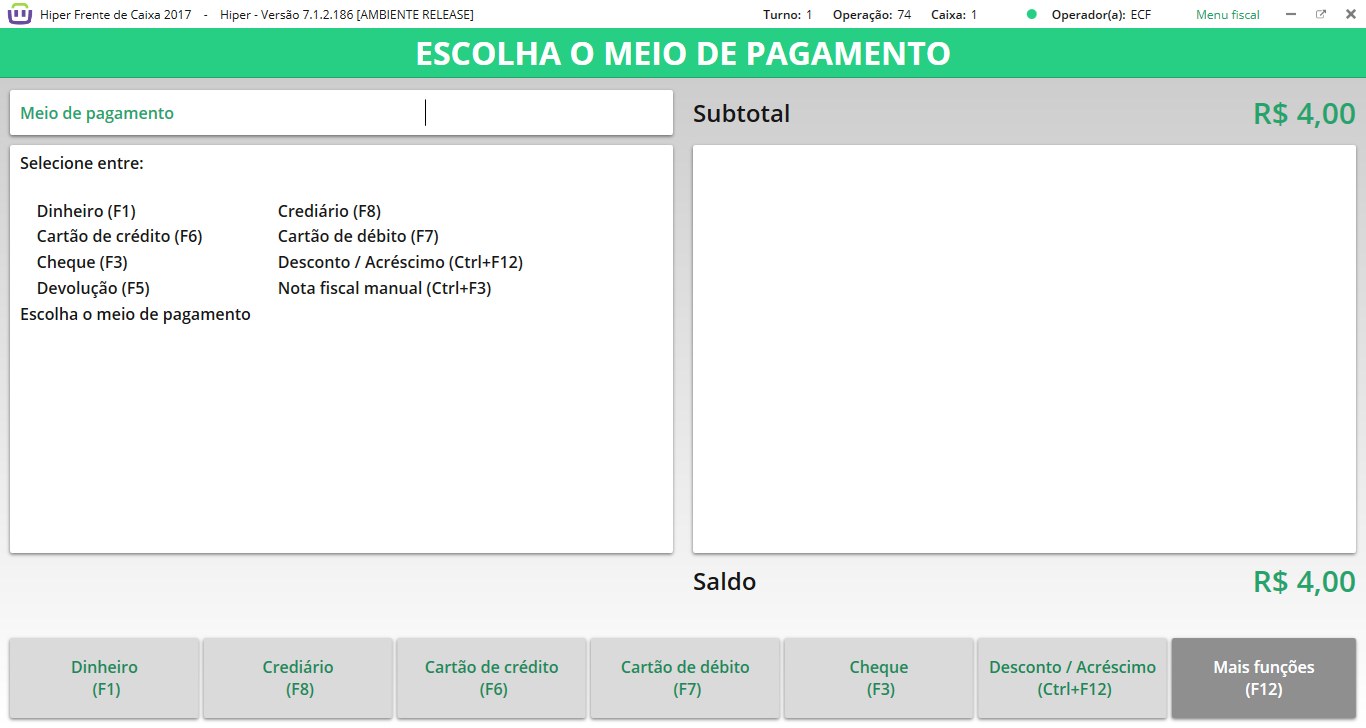 Hiper Frente de Caixa 2017 - Hiper - Versão 7.1.2.186 [AMBIENTE RELEASE] Turno: 1 Operação: 74 Caixa: 1 Operador(a): ECF Menu fiscal
ESCOLHA O MEIO DE PAGAMENTO
Meio de pagamento
Subtotal R$ 4,00
Selecione entre:
Dinheiro (F1) Crediário (F8)
Cartão de crédito (F6) Cartão de débito (F7)
Cheque (F3) Desconto / Acréscimo (Ctrl+F12)
Devolução (F5) Nota fiscal manual (Ctrl+F3)
Escolha o meio de pagamento
Saldo R$ 4,00
Dinheiro
(F1)
Crediário
(F8)
Cartão de crédito
(F6)
Cartão de débito
(F7)
Cheque
(F3)
Desconto / Acréscimo
(Ctrl+F12)
Mais funções
(F12)